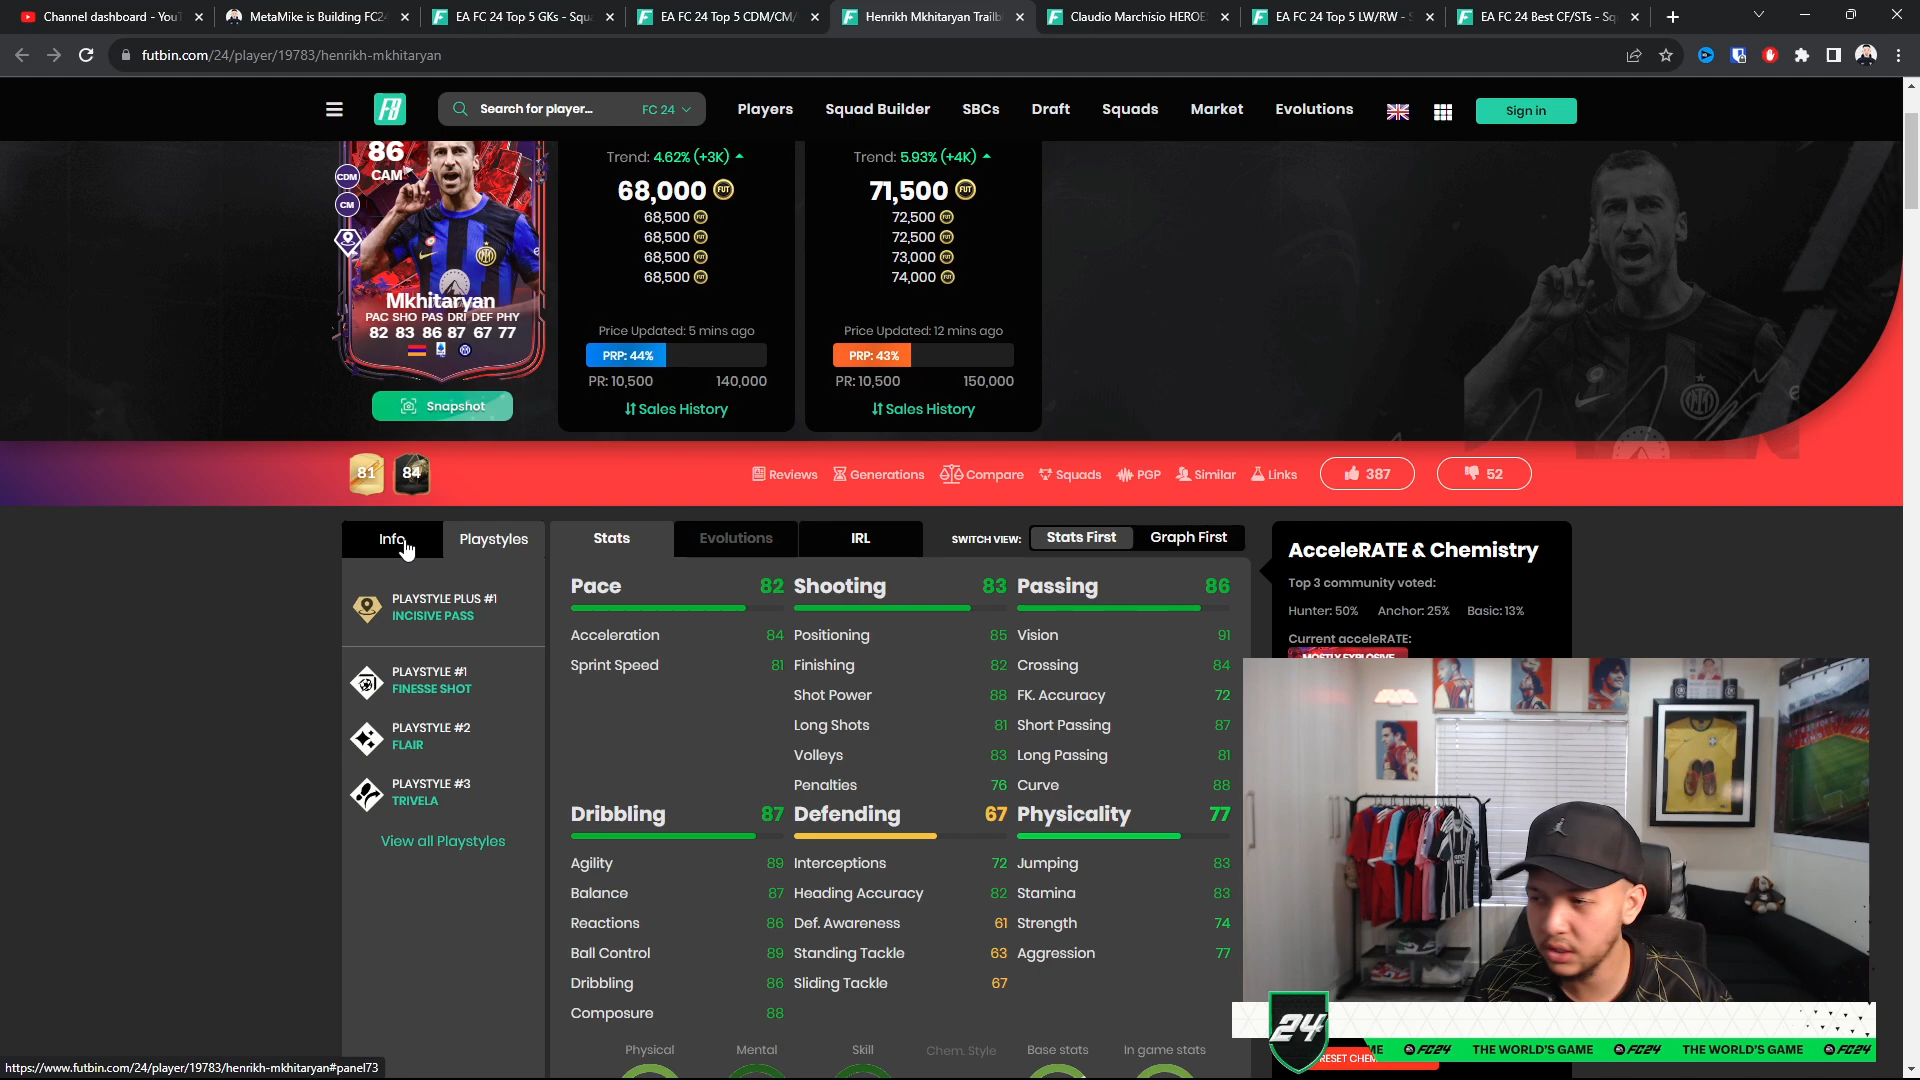 Channel dashboard - YouT
MetaMike is Building FC24
EA FC 24 Top 5 GKs - Squ
EA FC 24 Top 5 CDM/CM/
Henrikh Mkhitaryan Trailb
Claudio Marchisio HEROE
EA FC 24 Top 5 LW/RW - S
EA FC 24 Best CF/STs - Sq
futbin.com/24/player/19783/henrikh-mkhitaryan
FB
Search for player...
FC 24
Players
Squad Builder
SBCs
Draft
Squads
Market
Evolutions
Sign in
86
CAM
CDM
CM
Mkhitaryan
PAC SHO PAS DRI DEF PHY
82 83 86 87 67 77
Snapshot
Trend: 4.62% (+3K)
68,000
68,500
68,500
68,500
68,500
Price Updated: 5 mins ago
PRP: 44%
PR: 10,500 140,000
Sales History
Trend: 5.93% (+4K)
71,500
72,500
72,500
73,000
74,000
Price Updated: 12 mins ago
PRP: 43%
PR: 10,500 150,000
Sales History
81
84
Reviews
Generations
Compare
Squads
PGP
Similar
Links
387
52
Info
Playstyles
PLAYSTYLE PLUS #1
INCISIVE PASS
PLAYSTYLE #1
FINESSE SHOT
PLAYSTYLE #2
FLAIR
PLAYSTYLE #3
TRIVELA
View all Playstyles
Stats
Evolutions
IRL
SWITCH VIEW:
Stats First
Graph First
Pace 82
Acceleration 84
Sprint Speed 81
Shooting 83
Positioning 85
Finishing 82
Shot Power 88
Long Shots 81
Volleys 83
Penalties 76
Passing 86
Vision 91
Crossing 84
FK. Accuracy 72
Short Passing 87
Long Passing 81
Curve 88
Dribbling 87
Agility 89
Balance 87
Reactions 86
Ball Control 89
Dribbling 86
Composure 88
Defending 67
Interceptions 72
Heading Accuracy 82
Def. Awareness 61
Standing Tackle 63
Sliding Tackle 67
Physicality 77
Jumping 83
Stamina 83
Strength 74
Aggression 77
Physical
Mental
Skill
Chem. Style
Base stats
In game stats
AcceleRATE & Chemistry
Top 3 community voted:
Hunter: 50% Anchor: 25% Basic: 13%
Current acceleRATE:
MOSTLY EXPLOSIVE
24
RESET CHEM
ME
FC24
THE WORLD'S GAME
FC24
THE WORLD'S GAME
FC24
https://www.futbin.com/24/player/19783/henrikh-mkhitaryan#panel73